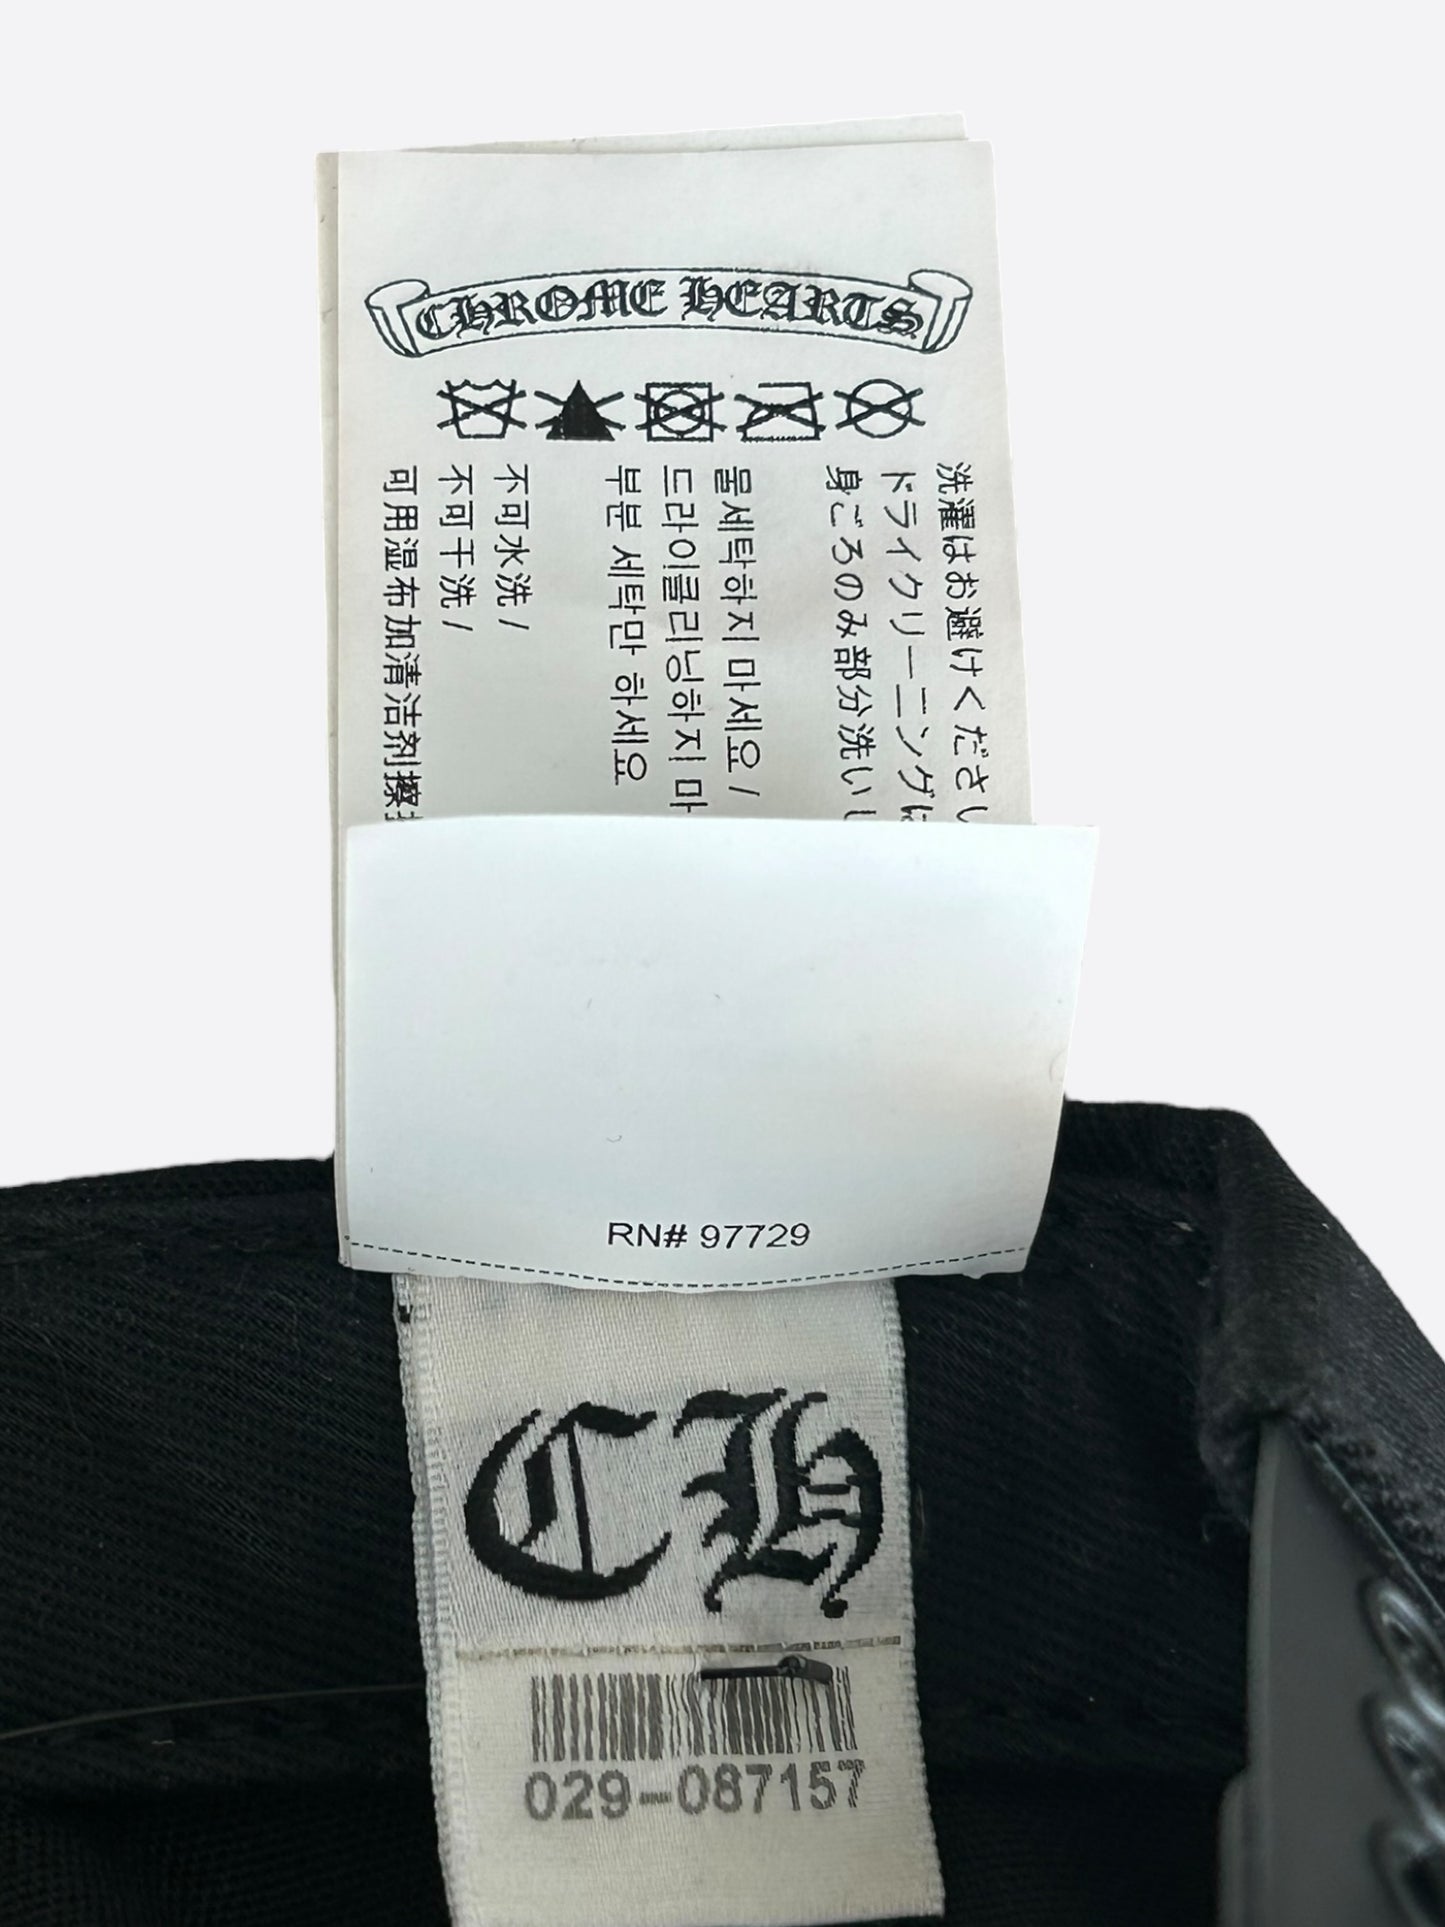 CHROME HEARTS
洗濯はお避けくださ
ドライクリーニング
身ごろのみ部分洗い
물세탁하지 마세요 /
드라이클리닝하지 마
부분 세탁만 하세요
不可水洗 /
不可干洗 /
可用湿布加清洁剂擦
RN# 97729
CH
029-087157